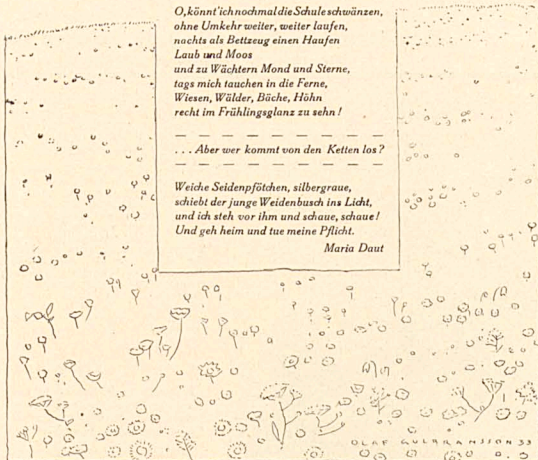 O, könnt' ich noch mal die Schule schwänzen,
ohne Umkehr weiter, weiter laufen,
nachts als Bettzeug einen Haufen
Laub und Moos
und zu Wächtern Mond und Sterne,
tags mich tauchen in die Ferne,
Wiesen, Wälder, Bäche, Höhn
recht im Frühlingsglanz zu sehn!
— — — — — — — — — —
. . . Aber wer kommt von den Ketten los?
— — — — — — — — — —
Weiche Seidenpfötchen, silbergraue,
schiebt der junge Weidenbusch ins Licht,
und ich steh vor ihm und schaue, schaue!
Und geh heim und tue meine Pflicht.
Maria Daut
OLAF GULBRANSSON 33